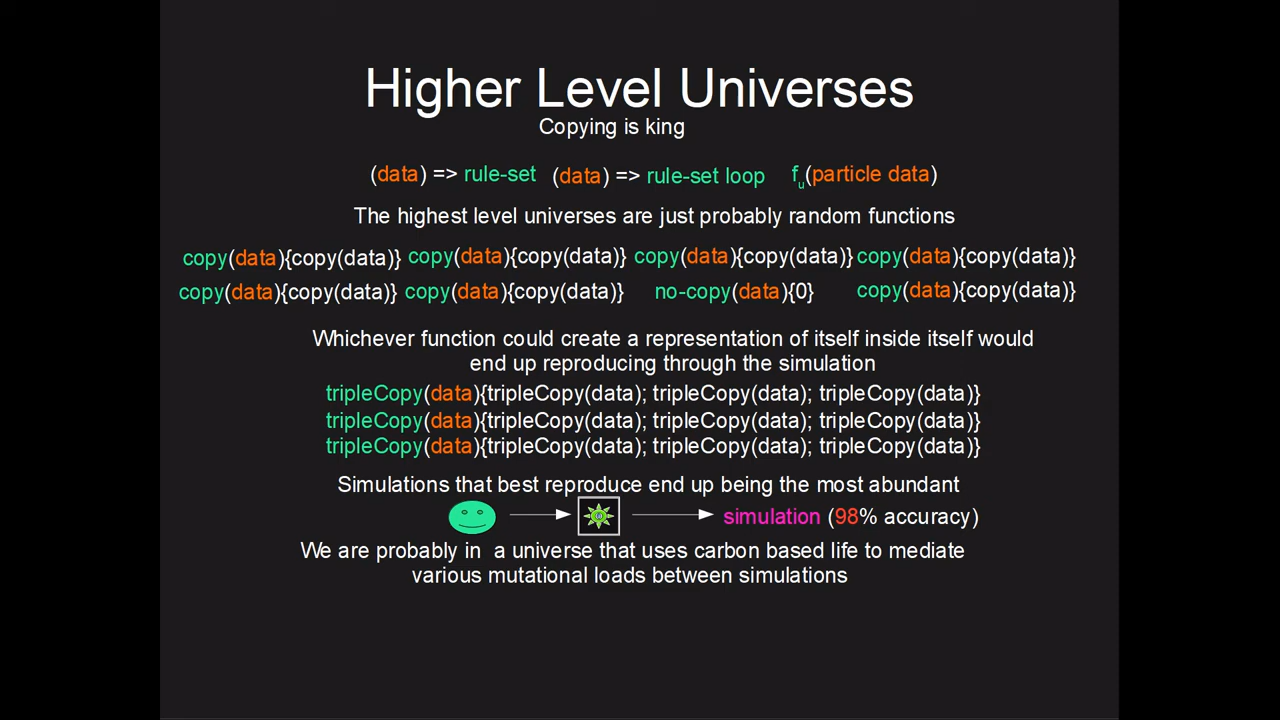 Higher Level Universes
Copying is king
(data) => rule-set (data) => rule-set loop fu(particle data)
The highest level universes are just probably random functions
copy(data){copy(data)} copy(data){copy(data)} copy(data){copy(data)} copy(data){copy(data)}
copy(data){copy(data)} copy(data){copy(data)} no-copy(data){0} copy(data){copy(data)}
Whichever function could create a representation of itself inside itself would
end up reproducing through the simulation
tripleCopy(data){tripleCopy(data); tripleCopy(data); tripleCopy(data)}
tripleCopy(data){tripleCopy(data); tripleCopy(data); tripleCopy(data)}
tripleCopy(data){tripleCopy(data); tripleCopy(data); tripleCopy(data)}
Simulations that best reproduce end up being the most abundant
simulation (98% accuracy)
We are probably in a universe that uses carbon based life to mediate
various mutational loads between simulations